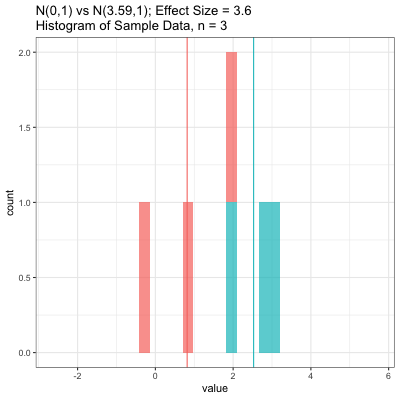 N(0,1) vs N(3.59,1); Effect Size = 3.6
Histogram of Sample Data, n = 3
2.0
1.5
1.0
0.5
0.0
count
-2
0
2
4
6
value